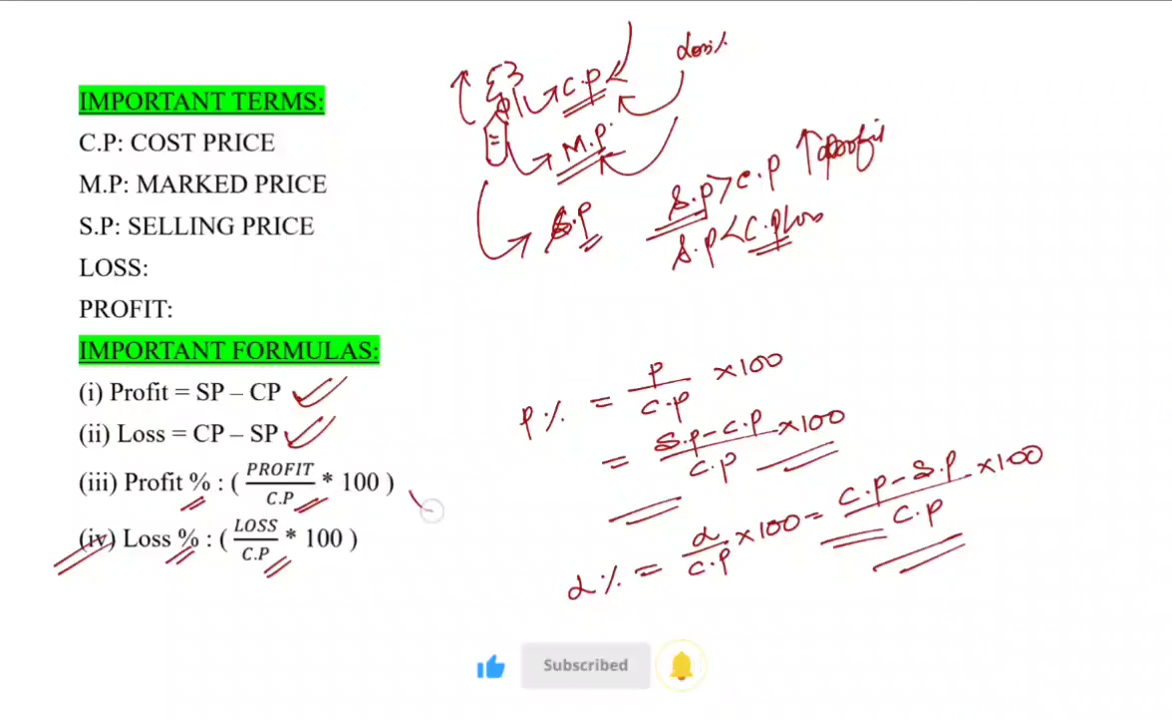 IMPORTANT TERMS:
C.P: COST PRICE
M.P: MARKED PRICE
S.P: SELLING PRICE
LOSS:
PROFIT:
IMPORTANT FORMULAS:
(i) Profit = SP – CP
(ii) Loss = CP – SP
(iii) Profit % : ( PROFIT / C.P * 100 )
(iv) Loss % : ( LOSS / C.P * 100 )
C.P
M.P.
S.P
S.P > C.P ↑ profit
S.P < C.P loss
P% = P / C.P × 100
= S.P – C.P / C.P × 100
L% = L / C.P × 100 = C.P – S.P / C.P × 100
Subscribed